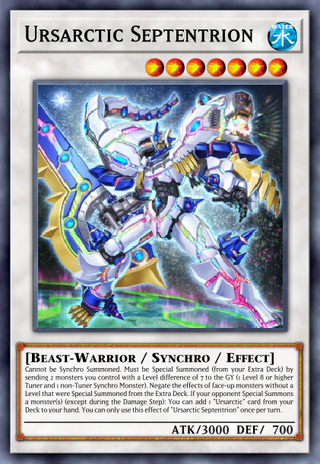 URSARCTIC SEPTENTRION
WATER
水
[BEAST-WARRIOR / SYNCHRO / EFFECT]
Cannot be Synchro Summoned. Must be Special Summoned (from your Extra Deck) by
sending 2 monsters you control with a Level difference of 7 to the GY (1 Level 8 or higher
Tuner and 1 non-Tuner Synchro Monster). Negate the effects of face-up monsters without a
Level that were Special Summoned from the Extra Deck. If your opponent Special Summons
a monster(s) (except during the Damage Step): You can add 1 "Ursarctic" card from your
Deck to your hand. You can only use this effect of "Ursarctic Septentrion" once per turn.
ATK/3000 DEF/ 700